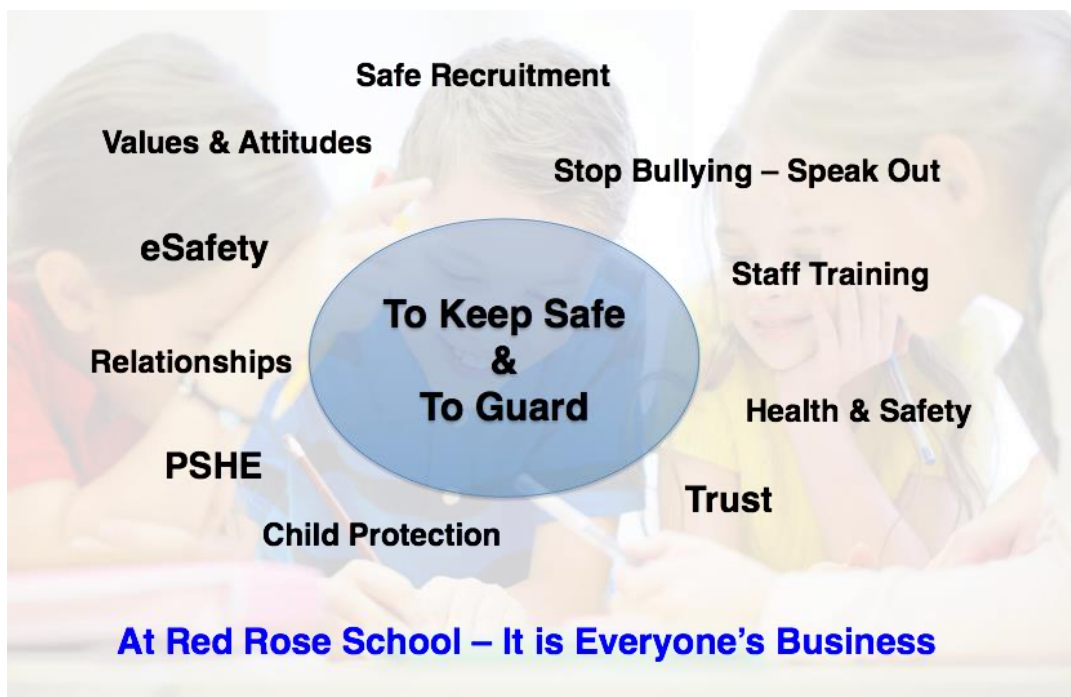 Safe Recruitment
Values & Attitudes
Stop Bullying – Speak Out
eSafety
Staff Training
To Keep Safe
&
To Guard
Relationships
Health & Safety
PSHE
Trust
Child Protection
At Red Rose School – It is Everyone’s Business